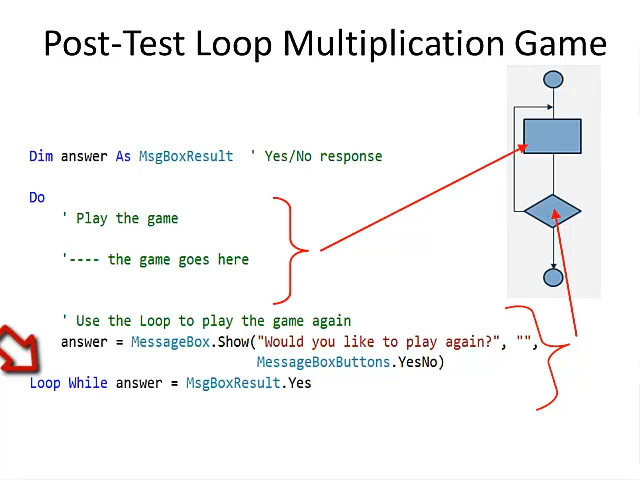 Post-Test Loop Multiplication Game
Dim answer As MsgBoxResult ' Yes/No response
Do
' Play the game
'---- the game goes here
' Use the Loop to play the game again
answer = MessageBox.Show("Would you like to play again?", "",
MessageBoxButtons.YesNo)
Loop While answer = MsgBoxResult.Yes